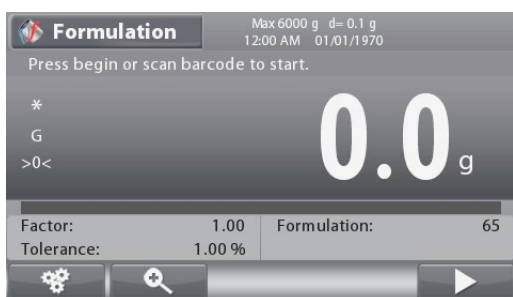 Formulation
Max 6000 g d= 0.1 g
12:00 AM 01/01/1970
Press begin or scan barcode to start.
*
G
>0<
0.0 g
Factor: 1.00 Formulation: 65
Tolerance: 1.00 %